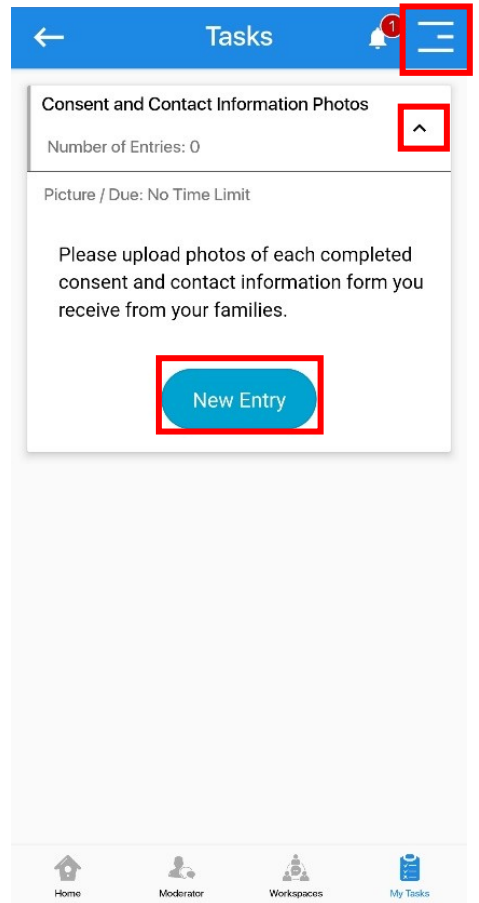 Tasks
1
Consent and Contact Information Photos
Number of Entries: 0
Picture / Due: No Time Limit
Please upload photos of each completed
consent and contact information form you
receive from your families.
New Entry
Home
Moderator
Workspaces
My Tasks